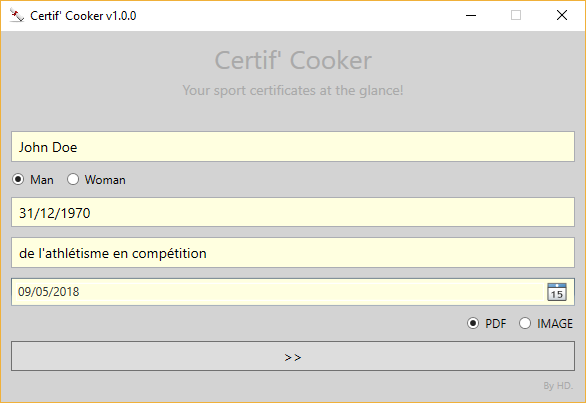 Certif' Cooker v1.0.0
Certif' Cooker
Your sport certificates at the glance!
John Doe
Man Woman
31/12/1970
de l'athlétisme en compétition
09/05/2018 15
PDF IMAGE
>>
By HD.